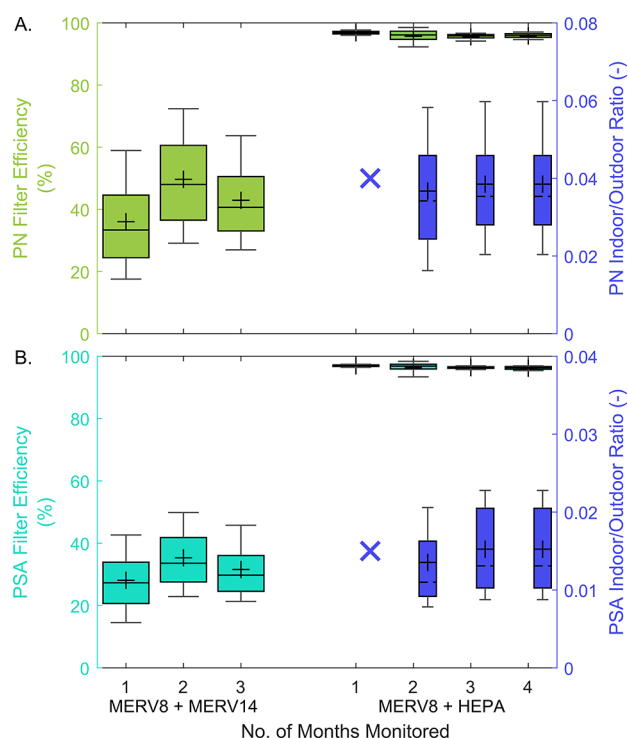 A.
PN Filter Efficiency
(%)
100
80
60
40
20
0
0.08
0.06
0.04
0.02
0
PN Indoor/Outdoor Ratio (-)
B.
PSA Filter Efficiency
(%)
100
80
60
40
20
0
0.04
0.03
0.02
0.01
0
PSA Indoor/Outdoor Ratio (-)
1 2 3 1 2 3 4
MERV8 + MERV14 MERV8 + HEPA
No. of Months Monitored